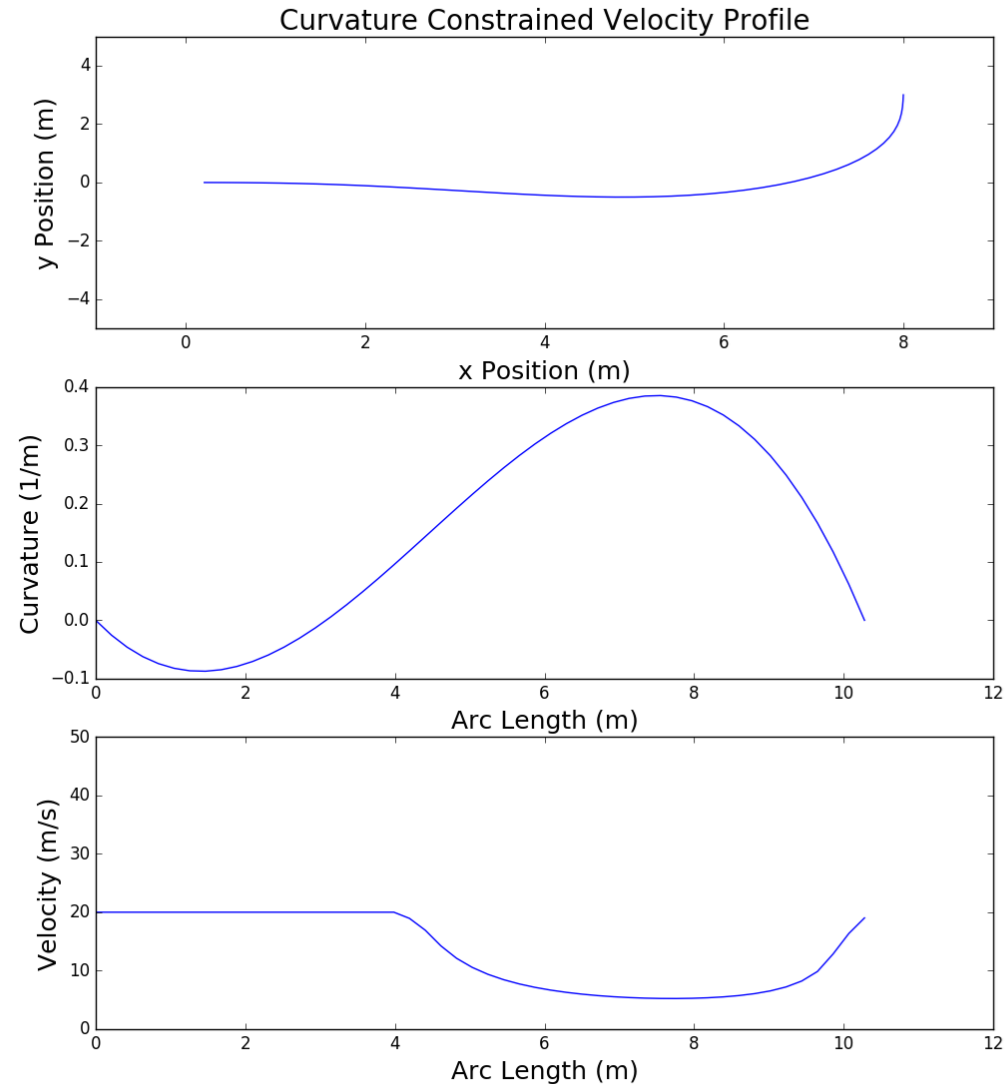 Curvature Constrained Velocity Profile
y Position (m)
4
2
0
−2
−4
0 2 4 6 8
x Position (m)
Curvature (1/m)
0.4
0.3
0.2
0.1
0.0
−0.1
0 2 4 6 8 10 12
Arc Length (m)
Velocity (m/s)
50
40
30
20
10
0
0 2 4 6 8 10 12
Arc Length (m)